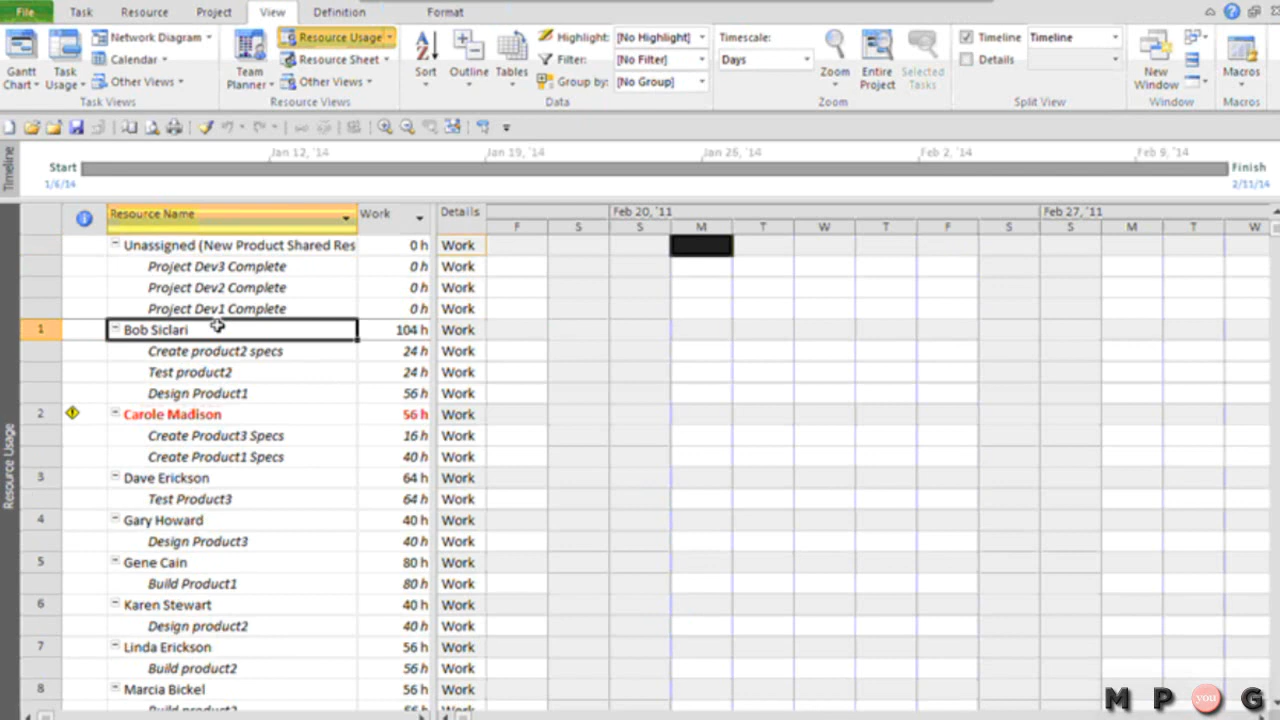 File Task Resource Project View Definition Format
Network Diagram Resource Usage Highlight: [No Highlight] Timescale: Timeline Timeline
Calendar Resource Sheet Filter: [No Filter] Days Details
Gantt Chart Task Usage Other Views Team Planner Other Views Sort Outline Tables Group by: [No Group] Zoom Entire Project Selected Tasks New Window Macros
Task Views Resource Views Data Zoom Split View Window Macros
Timeline
Jan 12, '14 Jan 19, '14 Jan 26, '14 Feb 2, '14 Feb 9, '14
Start Finish
1/6/14 2/11/14
Resource Usage
Resource Name Work Details Feb 20, '11 Feb 27, '11
F S S M T W T F S S M T W
Unassigned (New Product Shared Res 0 h Work
Project Dev3 Complete 0 h Work
Project Dev2 Complete 0 h Work
Project Dev1 Complete 0 h Work
1 Bob Siclari 104 h Work
Create product2 specs 24 h Work
Test product2 24 h Work
Design Product1 56 h Work
2 Carole Madison 56 h Work
Create Product3 Specs 16 h Work
Create Product1 Specs 40 h Work
3 Dave Erickson 64 h Work
Test Product3 64 h Work
4 Gary Howard 40 h Work
Design Product3 40 h Work
5 Gene Cain 80 h Work
Build Product1 80 h Work
6 Karen Stewart 40 h Work
Design product2 40 h Work
7 Linda Erickson 56 h Work
Build product2 56 h Work
8 Marcia Bickel 56 h Work
M P you G